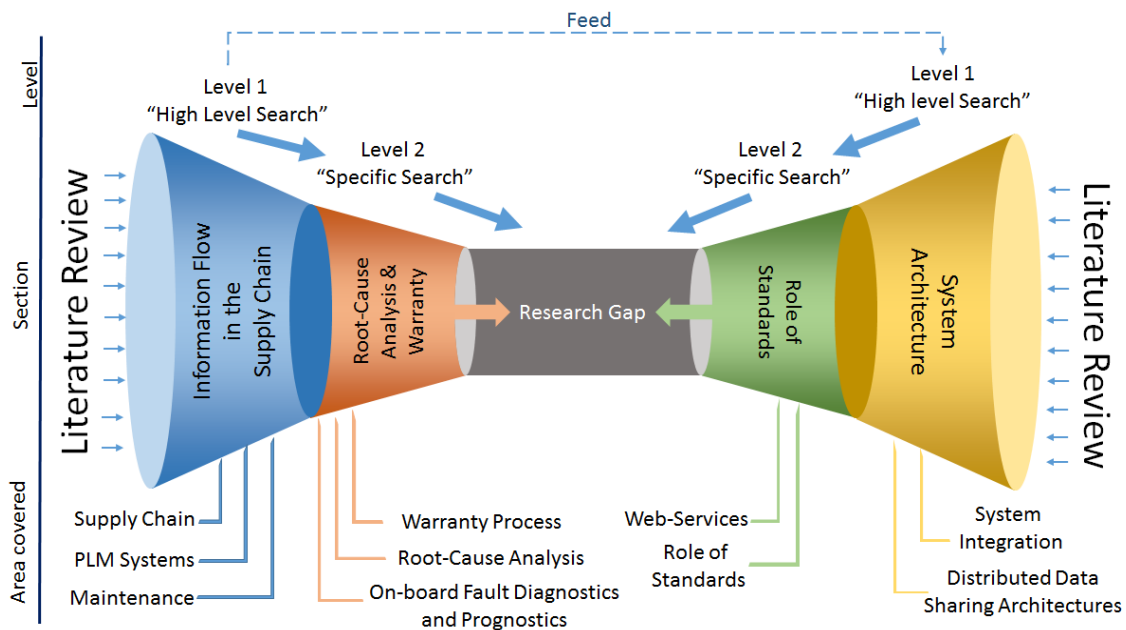 Feed
Level
Level 1
“High Level Search”
Level 1
“High level Search”
Level 2
“Specific Search”
Level 2
“Specific Search”
Section
Literature Review
Information Flow
in the
Supply Chain
Root-Cause
Analysis &
Warranty
Research Gap
Role of
Standards
System
Architecture
Literature Review
Area covered
Supply Chain
PLM Systems
Maintenance
Warranty Process
Root-Cause Analysis
On-board Fault Diagnostics
and Prognostics
Web-Services
Role of
Standards
System
Integration
Distributed Data
Sharing Architectures